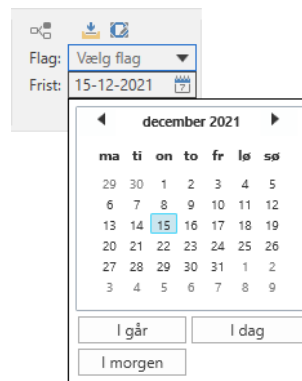 Flag: Vælg flag
Frist: 15-12-2021 7
december 2021
ma ti on to fr lø sø
29 30 1 2 3 4 5
6 7 8 9 10 11 12
13 14 15 16 17 18 19
20 21 22 23 24 25 26
27 28 29 30 31 1 2
3 4 5 6 7 8 9
I går I dag
I morgen